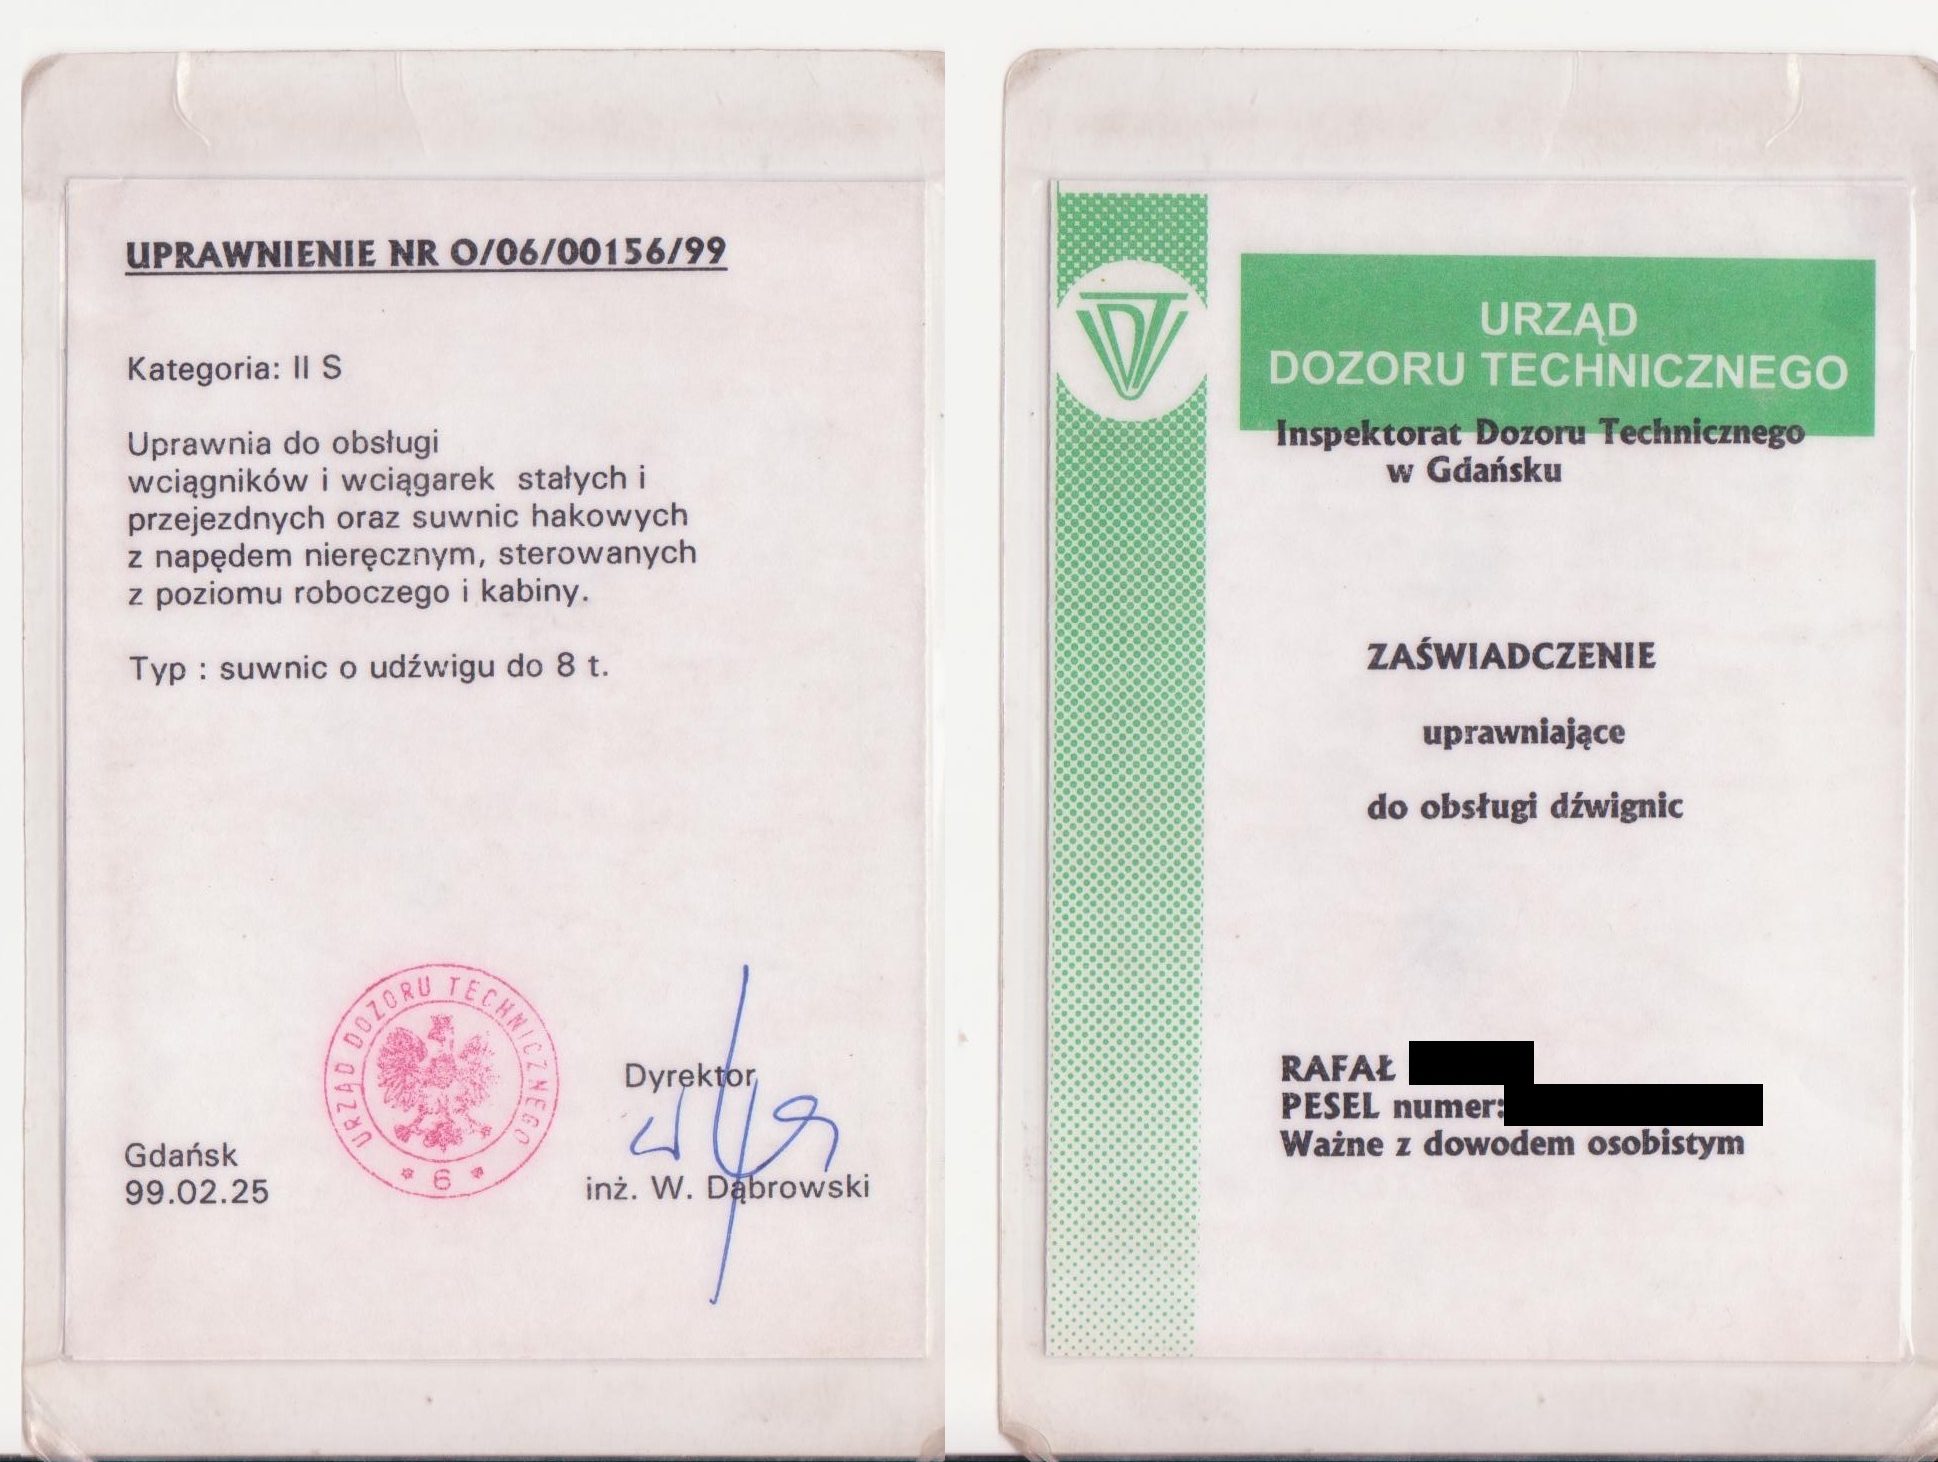 UPRAWNIENIE NR O/06/00156/99
Kategoria: II S
Uprawnia do obsługi
wciągników i wciągarek stałych i
przejezdnych oraz suwnic hakowych
z napędem nieręcznym, sterowanych
z poziomu roboczego i kabiny.
Typ : suwnic o udźwigu do 8 t.
URZĄD DOZORU TECHNICZNEGO
* 6 *
Gdańsk
99.02.25
Dyrektor
inż. W. Dąbrowski
UDT
URZĄD
DOZORU TECHNICZNEGO
Inspektorat Dozoru Technicznego
w Gdańsku
ZAŚWIADCZENIE
uprawniające
do obsługi dźwignic
RAFAŁ
PESEL numer:
Ważne z dowodem osobistym